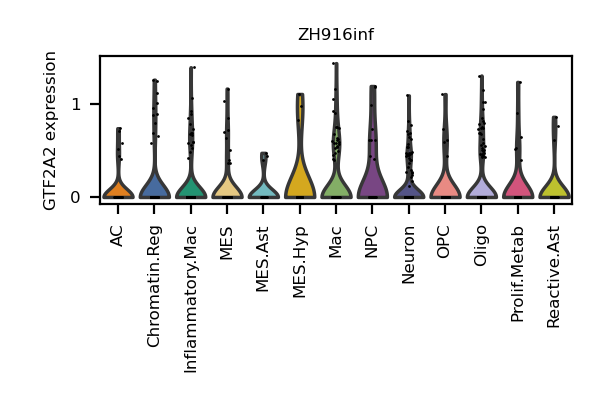 ZH916inf
GTF2A2 expression
1
0
AC
Chromatin.Reg
Inflammatory.Mac
MES
MES.Ast
MES.Hyp
Mac
NPC
Neuron
OPC
Oligo
Prolif.Metab
Reactive.Ast